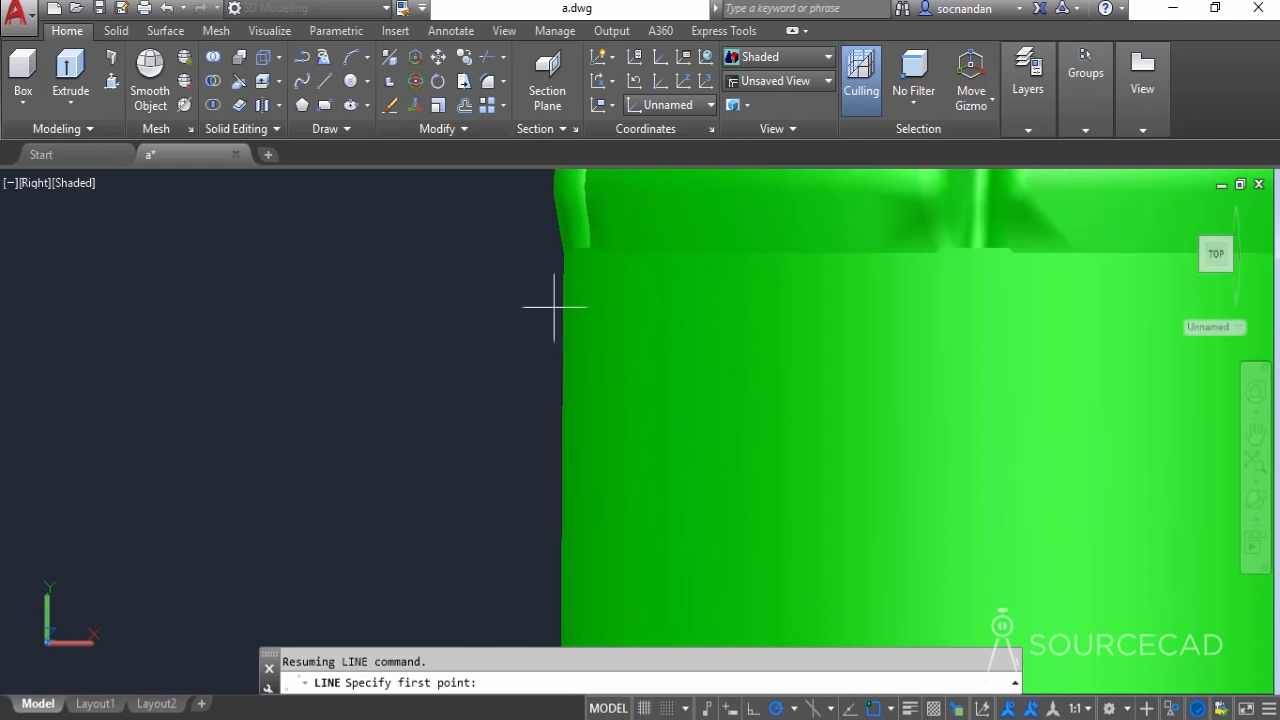 3D Modeling
a.dwg
Type a keyword or phrase
socnandan
Home Solid Surface Mesh Visualize Parametric Insert Annotate View Manage Output A360 Express Tools
Box
Extrude
Smooth
Object
Section
Plane
Shaded
Unsaved View
Unnamed
Culling
No Filter
Move
Gizmo
Layers
Groups
View
Modeling
Mesh
Solid Editing
Draw
Modify
Section
Coordinates
View
Selection
Start
a*
[−][Right][Shaded]
TOP
Unnamed
Y
X
Z
SOURCECAD
Resuming LINE command.
LINE Specify first point:
Model Layout1 Layout2
MODEL
1:1